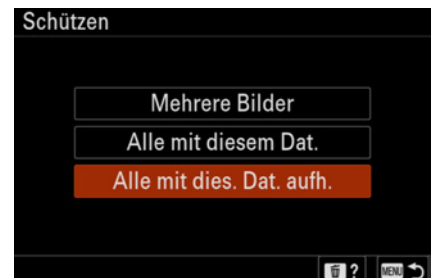 Schützen
Mehrere Bilder
Alle mit diesem Dat.
Alle mit dies. Dat. aufh.
? MENU